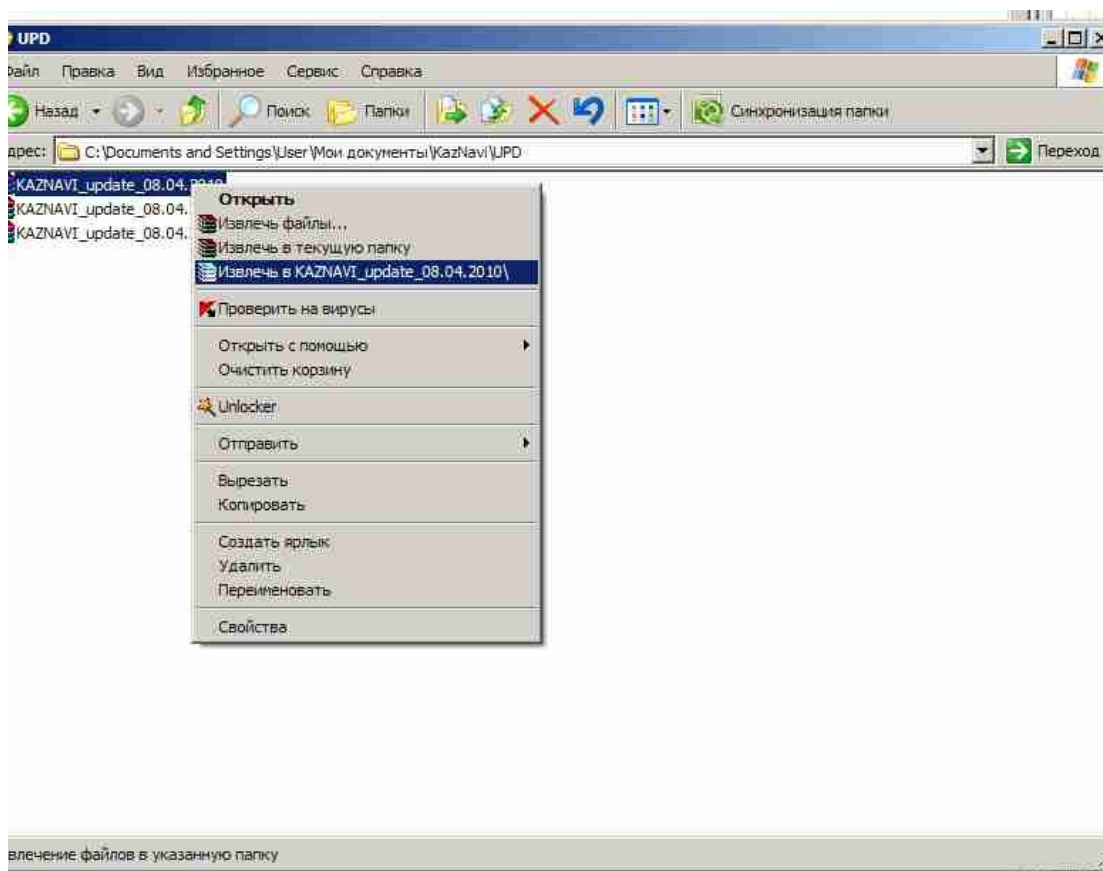 UPD
Файл Правка Вид Избранное Сервис Справка
Назад Поиск Папки Синхронизация папки
Адрес: C:\Documents and Settings\User\Мои документы\KazNavi\UPD Переход
KAZNAVI_update_08.04.2010
KAZNAVI_update_08.04.
KAZNAVI_update_08.04.
Открыть
Извлечь файлы...
Извлечь в текущую папку
Извлечь в KAZNAVI_update_08.04.2010\
Проверить на вирусы
Открыть с помощью
Очистить корзину
Unlocker
Отправить
Вырезать
Копировать
Создать ярлык
Удалить
Переименовать
Свойства
влечение файлов в указанную папку